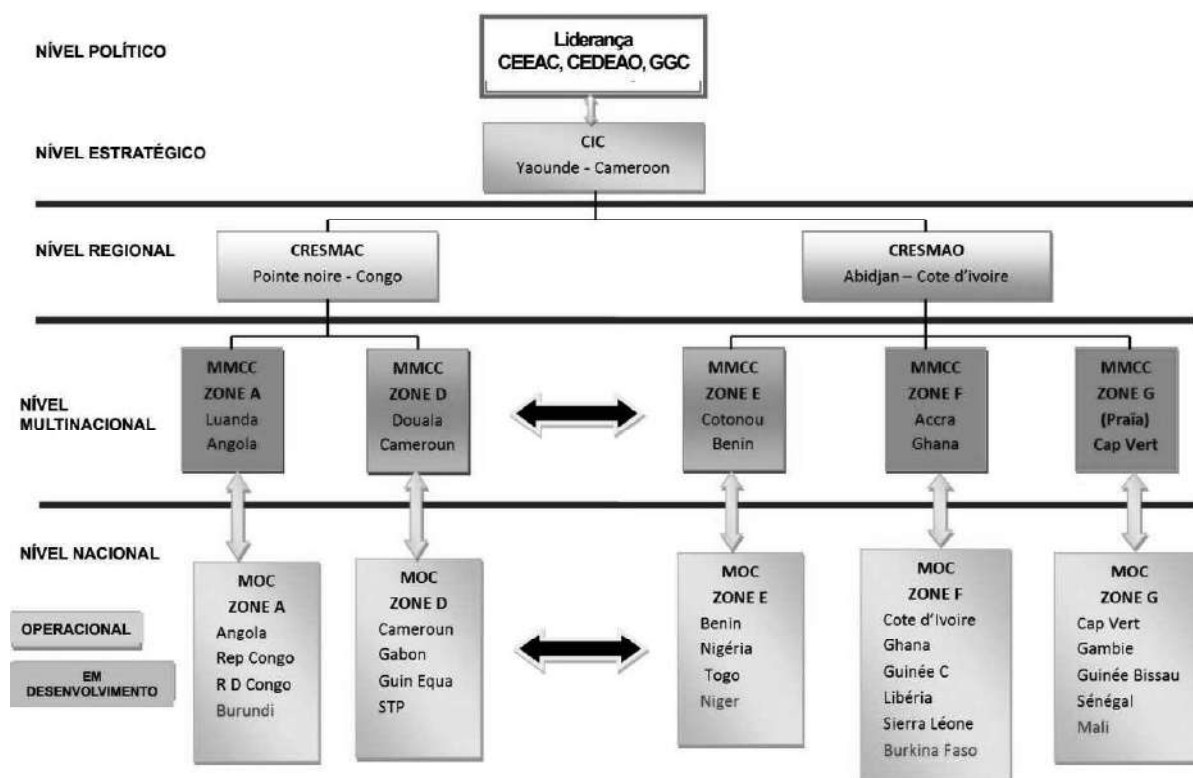 NÍVEL POLÍTICO
Liderança
CEEAC, CEDEAO, GGC
NÍVEL ESTRATÉGICO
CIC
Yaounde - Cameroon
NÍVEL REGIONAL
CRESMAC
Pointe noire - Congo
CRESMAO
Abidjan – Cote d'ivoire
NÍVEL
MULTINACIONAL
MMCC
ZONE A
Luanda
Angola
MMCC
ZONE D
Douala
Cameroun
MMCC
ZONE E
Cotonou
Benin
MMCC
ZONE F
Accra
Ghana
MMCC
ZONE G
(Praia)
Cap Vert
NÍVEL NACIONAL
OPERACIONAL
EM
DESENVOLVIMENTO
MOC
ZONE A
Angola
Rep Congo
R D Congo
Burundi
MOC
ZONE D
Cameroun
Gabon
Guin Equa
STP
MOC
ZONE E
Benin
Nigéria
Togo
Niger
MOC
ZONE F
Cote d'Ivoire
Ghana
Guinée C
Libéria
Sierra Léone
Burkina Faso
MOC
ZONE G
Cap Vert
Gambie
Guinée Bissau
Sénégal
Mali